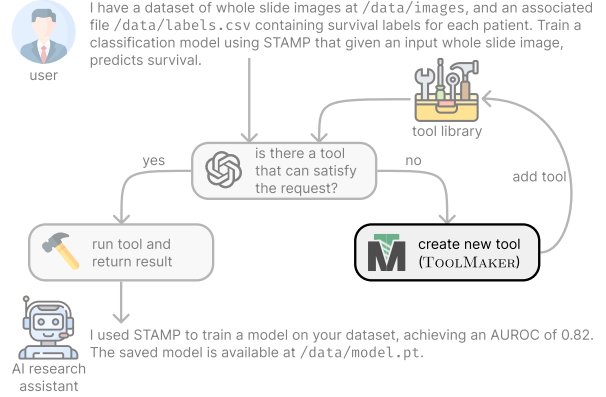 I have a dataset of whole slide images at /data/images, and an associated
file /data/labels.csv containing survival labels for each patient. Train a
classification model using STAMP that given an input whole slide image,
predicts survival.
user
tool library
is there a tool
that can satisfy
the request?
yes
no
add tool
run tool and
return result
create new tool
(TOOLMAKER)
I used STAMP to train a model on your dataset, achieving an AUROC of 0.82.
The saved model is available at /data/model.pt.
AI research
assistant